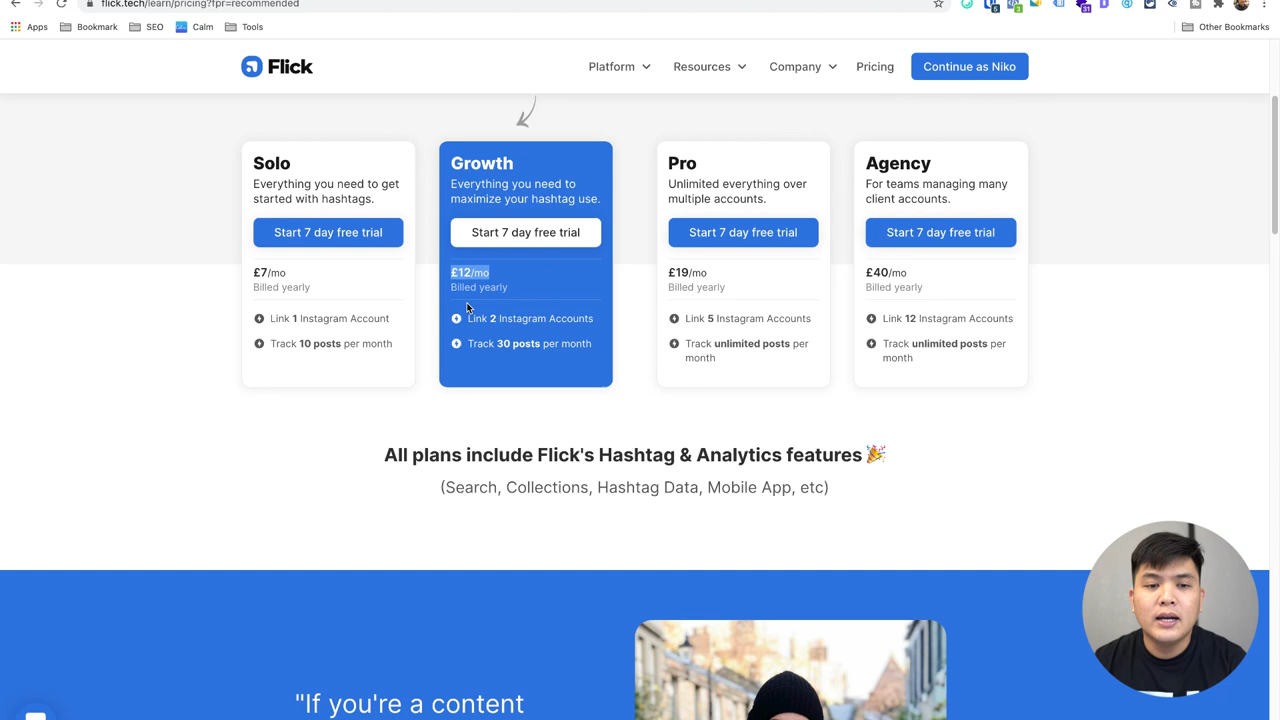 flick.tech/learn/pricing?fpr=recommended
Apps
Bookmark
SEO
Calm
Tools
Other Bookmarks
Flick
Platform
Resources
Company
Pricing
Continue as Niko
Solo
Everything you need to get
started with hashtags.
Start 7 day free trial
£7/mo
Billed yearly
Link 1 Instagram Account
Track 10 posts per month
Growth
Everything you need to
maximize your hashtag use.
Start 7 day free trial
£12/mo
Billed yearly
Link 2 Instagram Accounts
Track 30 posts per month
Pro
Unlimited everything over
multiple accounts.
Start 7 day free trial
£19/mo
Billed yearly
Link 5 Instagram Accounts
Track unlimited posts per
month
Agency
For teams managing many
client accounts.
Start 7 day free trial
£40/mo
Billed yearly
Link 12 Instagram Accounts
Track unlimited posts per
month
All plans include Flick's Hashtag & Analytics features 🎉
(Search, Collections, Hashtag Data, Mobile App, etc)
"If you're a content